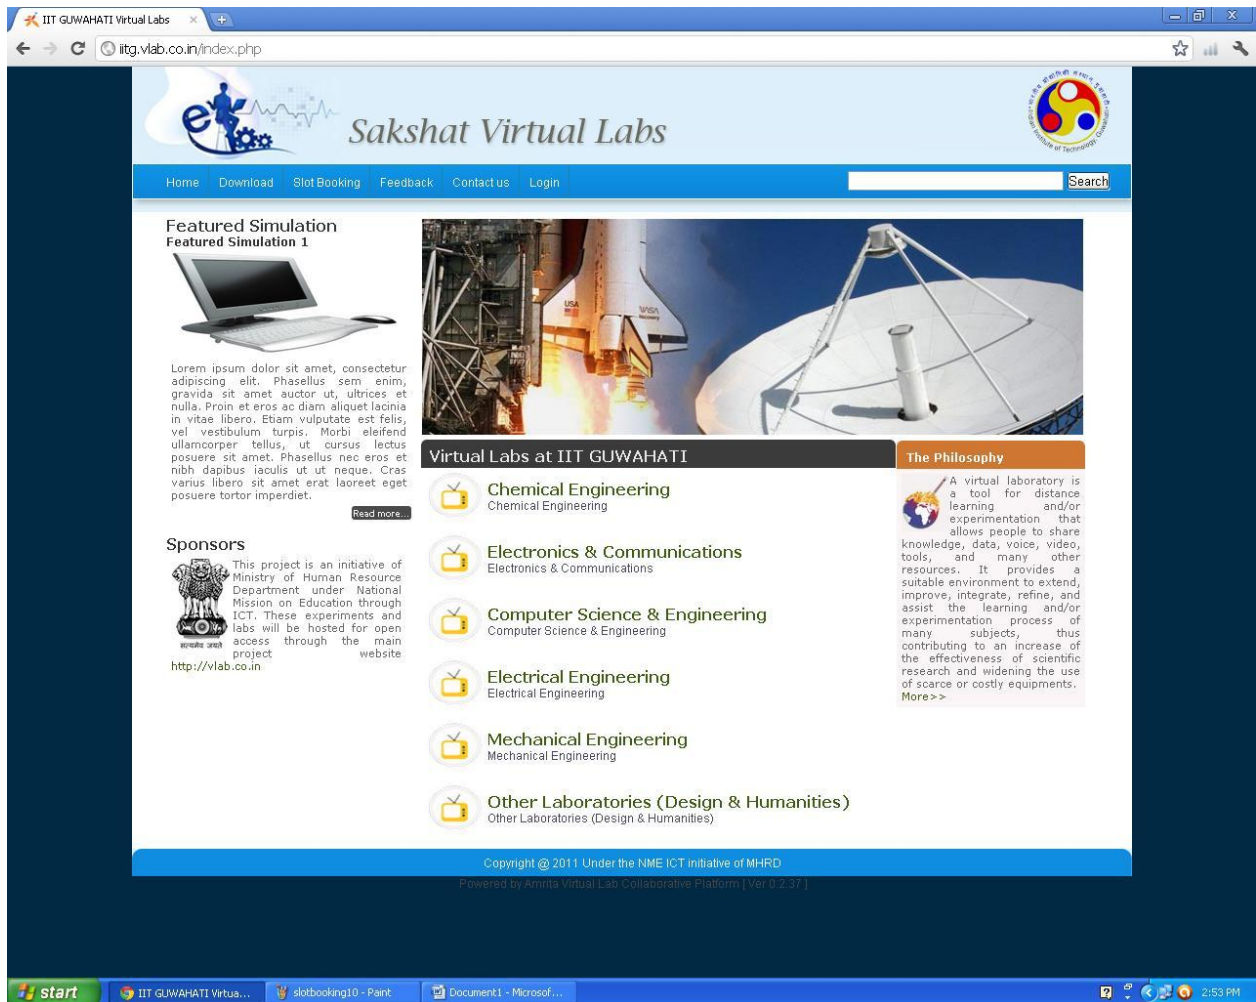 IIT GUWAHATI Virtual Labs
iitg.vlab.co.in/index.php
Sakshat Virtual Labs
Home Download Slot Booking Feedback Contact us Login
Search
Featured Simulation
Featured Simulation 1
Lorem ipsum dolor sit amet, consectetur
adipiscing elit. Phasellus sem enim,
gravida sit amet auctor ut, ultrices et
nulla. Proin et eros ac diam aliquet lacinia
in vitae libero. Etiam vulputate est felis,
vel vestibulum turpis. Morbi eleifend
ullamcorper tellus, ut cursus lectus
posuere sit amet. Phasellus nec eros et
nibh dapibus iaculis ut ut neque. Cras
varius libero sit amet erat laoreet eget
posuere tortor imperdiet.
Read more...
Sponsors
This project is an initiative of
Ministry of Human Resource
Department under National
Mission on Education through
ICT. These experiments and
labs will be hosted for open
access through the main
project website
http://vlab.co.in
सत्यमेव जयते
USA
NASA
Virtual Labs at IIT GUWAHATI
Chemical Engineering
Chemical Engineering
Electronics & Communications
Electronics & Communications
Computer Science & Engineering
Computer Science & Engineering
Electrical Engineering
Electrical Engineering
Mechanical Engineering
Mechanical Engineering
Other Laboratories (Design & Humanities)
Other Laboratories (Design & Humanities)
The Philosophy
A virtual laboratory is
a tool for distance
learning and/or
experimentation that
allows people to share
knowledge, data, voice, video,
tools, and many other
resources. It provides a
suitable environment to extend,
improve, integrate, refine, and
assist the learning and/or
experimentation process of
many subjects, thus
contributing to an increase of
the effectiveness of scientific
research and widening the use
of scarce or costly equipments.
More>>
Copyright @ 2011 Under the NME ICT initiative of MHRD
Powered by Amrita Virtual Lab Collaborative Platform [ Ver 0.2.37 ]
start
IIT GUWAHATI Virtua...
slotbooking10 - Paint
Document1 - Microsof...
2:53 PM